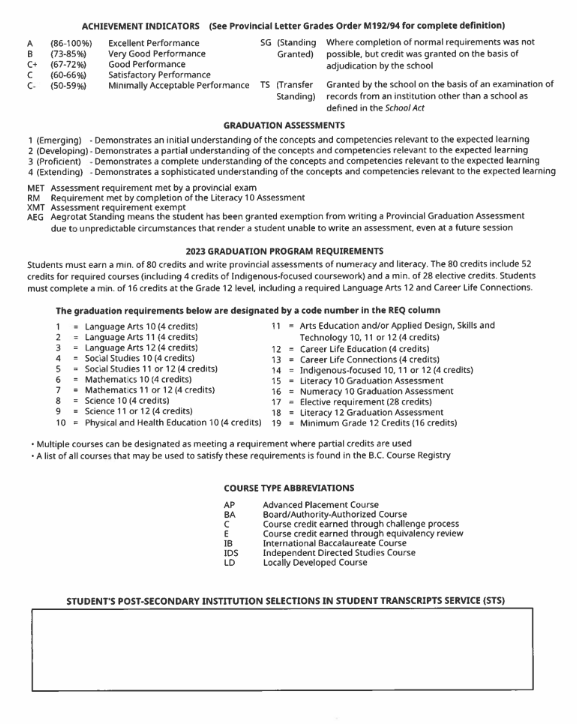 ACHIEVEMENT INDICATORS (See Provincial Letter Grades Order M192/94 for complete definition)
A (86-100%) Excellent Performance
B (73-85%) Very Good Performance
C+ (67-72%) Good Performance
C (60-66%) Satisfactory Performance
C- (50-59%) Minimally Acceptable Performance
SG (Standing Granted) Where completion of normal requirements was not
possible, but credit was granted on the basis of
adjudication by the school
TS (Transfer Standing) Granted by the school on the basis of an examination of
records from an institution other than a school as
defined in the School Act
GRADUATION ASSESSMENTS
1 (Emerging) - Demonstrates an initial understanding of the concepts and competencies relevant to the expected learning
2 (Developing) - Demonstrates a partial understanding of the concepts and competencies relevant to the expected learning
3 (Proficient) - Demonstrates a complete understanding of the concepts and competencies relevant to the expected learning
4 (Extending) - Demonstrates a sophisticated understanding of the concepts and competencies relevant to the expected learning
MET Assessment requirement met by a provincial exam
RM Requirement met by completion of the Literacy 10 Assessment
XMT Assessment requirement exempt
AEG Aegrotat Standing means the student has been granted exemption from writing a Provincial Graduation Assessment
due to unpredictable circumstances that render a student unable to write an assessment, even at a future session
2023 GRADUATION PROGRAM REQUIREMENTS
Students must earn a min. of 80 credits and write provincial assessments of numeracy and literacy. The 80 credits include 52
credits for required courses (including 4 credits of Indigenous-focused coursework) and a min. of 28 elective credits. Students
must complete a min. of 16 credits at the Grade 12 level, including a required Language Arts 12 and Career Life Connections.
The graduation requirements below are designated by a code number in the REQ column
1 = Language Arts 10 (4 credits)
2 = Language Arts 11 (4 credits)
3 = Language Arts 12 (4 credits)
4 = Social Studies 10 (4 credits)
5 = Social Studies 11 or 12 (4 credits)
6 = Mathematics 10 (4 credits)
7 = Mathematics 11 or 12 (4 credits)
8 = Science 10 (4 credits)
9 = Science 11 or 12 (4 credits)
10 = Physical and Health Education 10 (4 credits)
11 = Arts Education and/or Applied Design, Skills and
Technology 10, 11 or 12 (4 credits)
12 = Career Life Education (4 credits)
13 = Career Life Connections (4 credits)
14 = Indigenous-focused 10, 11 or 12 (4 credits)
15 = Literacy 10 Graduation Assessment
16 = Numeracy 10 Graduation Assessment
17 = Elective requirement (28 credits)
18 = Literacy 12 Graduation Assessment
19 = Minimum Grade 12 Credits (16 credits)
• Multiple courses can be designated as meeting a requirement where partial credits are used
• A list of all courses that may be used to satisfy these requirements is found in the B.C. Course Registry
COURSE TYPE ABBREVIATIONS
AP Advanced Placement Course
BA Board/Authority-Authorized Course
C Course credit earned through challenge process
E Course credit earned through equivalency review
IB International Baccalaureate Course
IDS Independent Directed Studies Course
LD Locally Developed Course
STUDENT'S POST-SECONDARY INSTITUTION SELECTIONS IN STUDENT TRANSCRIPTS SERVICE (STS)